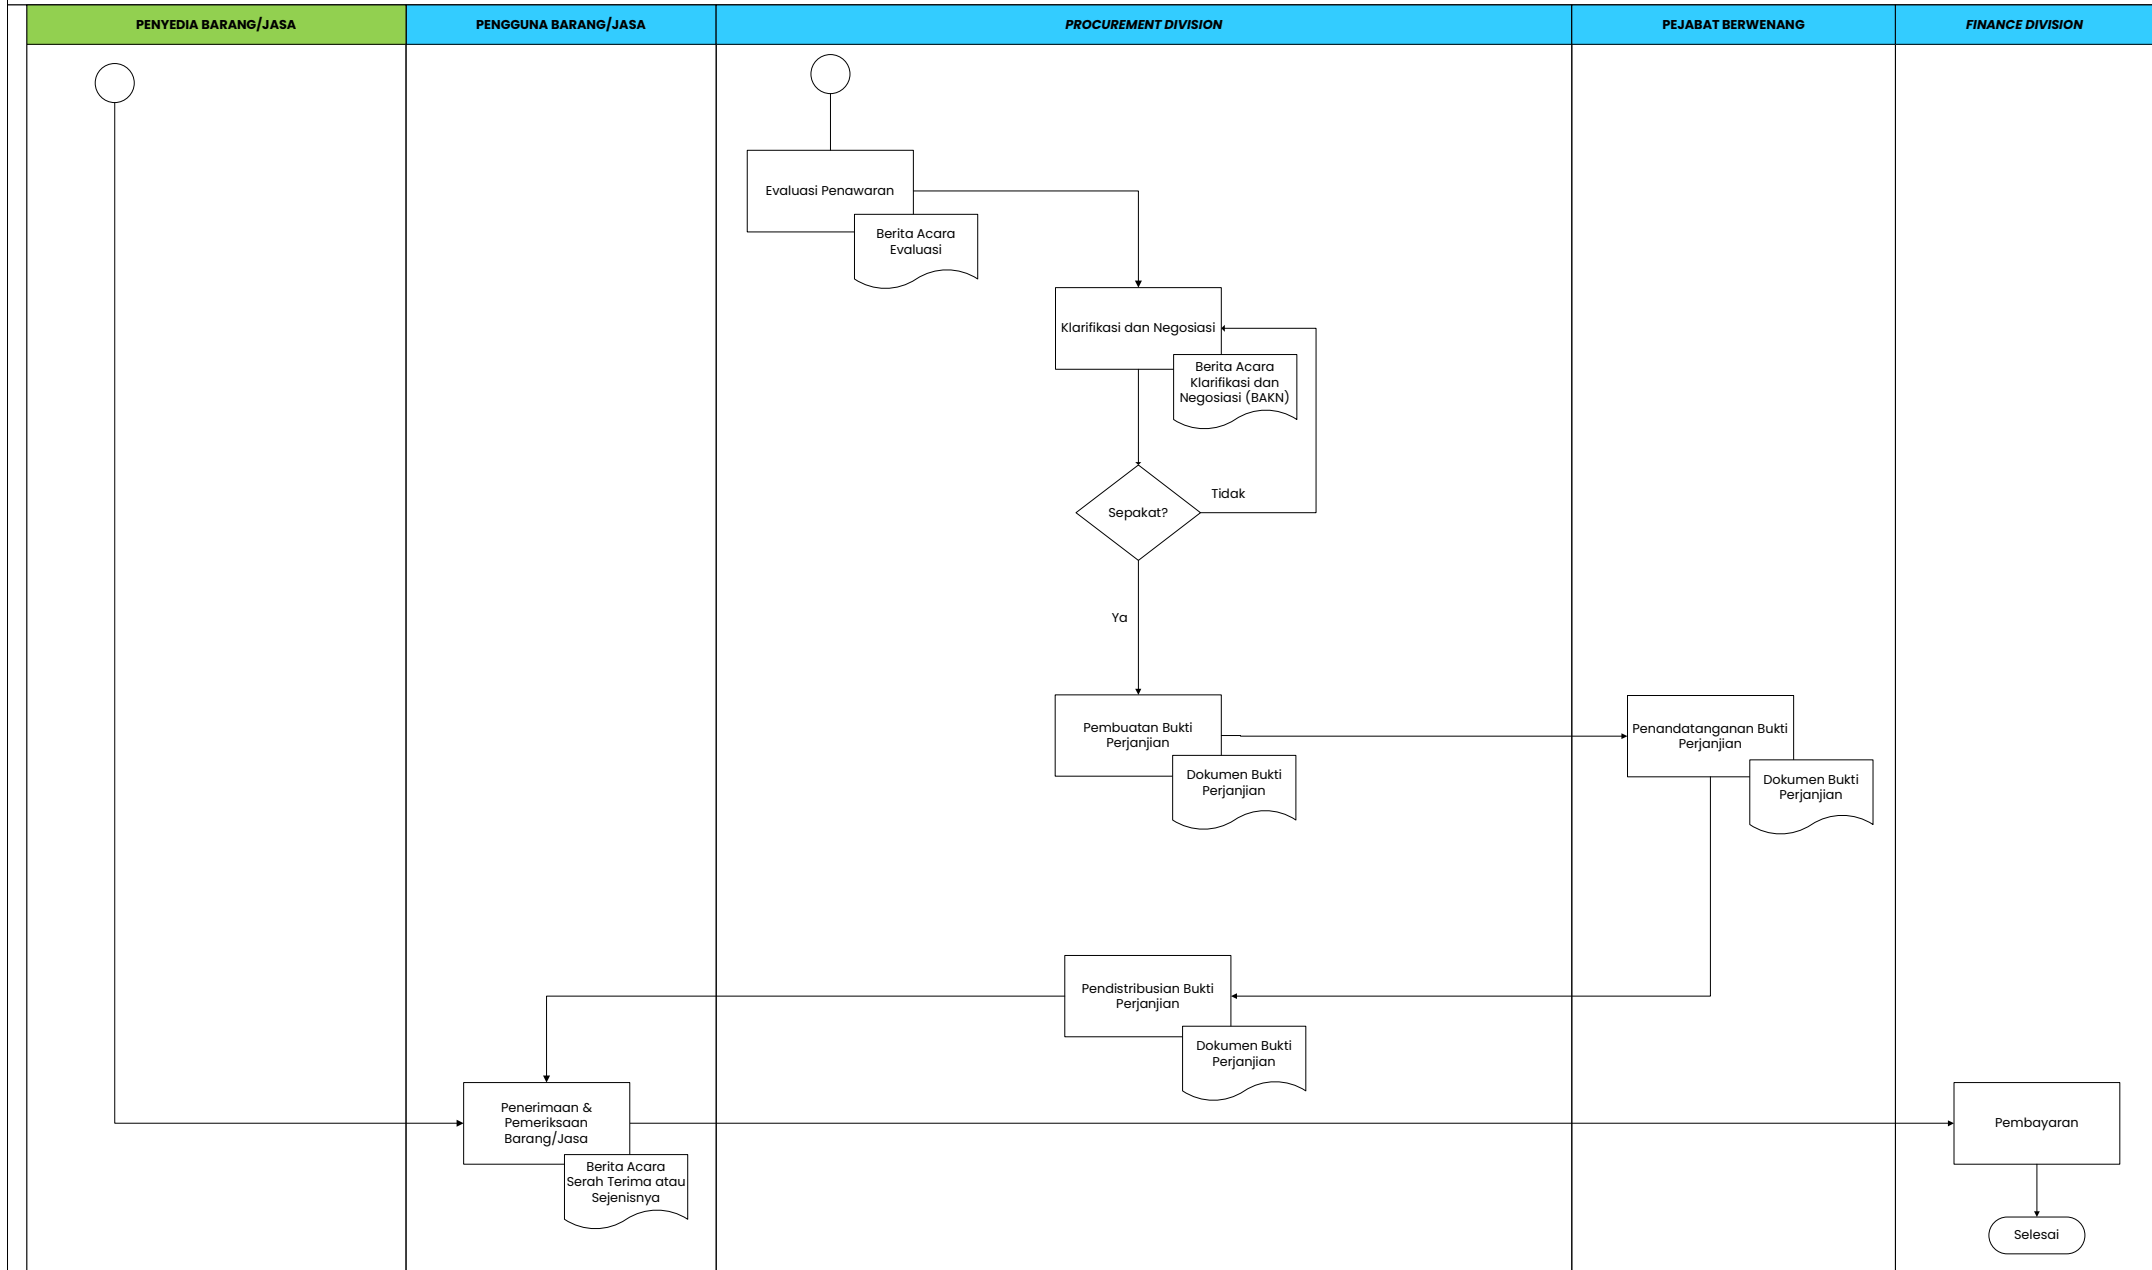 PENYEDIA BARANG/JASA
PENGGUNA BARANG/JASA
PROCUREMENT DIVISION
PEJABAT BERWENANG
FINANCE DIVISION
Evaluasi Penawaran
Berita Acara
Evaluasi
Klarifikasi dan Negosiasi
Berita Acara
Klarifikasi dan
Negosiasi (BAKN)
Tidak
Sepakat?
Ya
Pembuatan Bukti
Perjanjian
Dokumen Bukti
Perjanjian
Penandatanganan Bukti
Perjanjian
Dokumen Bukti
Perjanjian
Pendistribusian Bukti
Perjanjian
Dokumen Bukti
Perjanjian
Penerimaan &
Pemeriksaan
Barang/Jasa
Berita Acara
Serah Terima atau
Sejenisnya
Pembayaran
Selesai